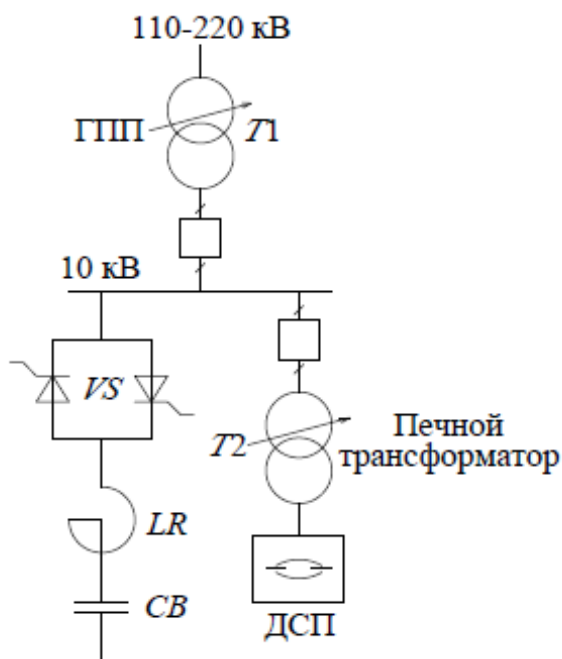 110-220 кВ
ГПП
T1
10 кВ
VS
T2
Печной
трансформатор
LR
CB
ДСП